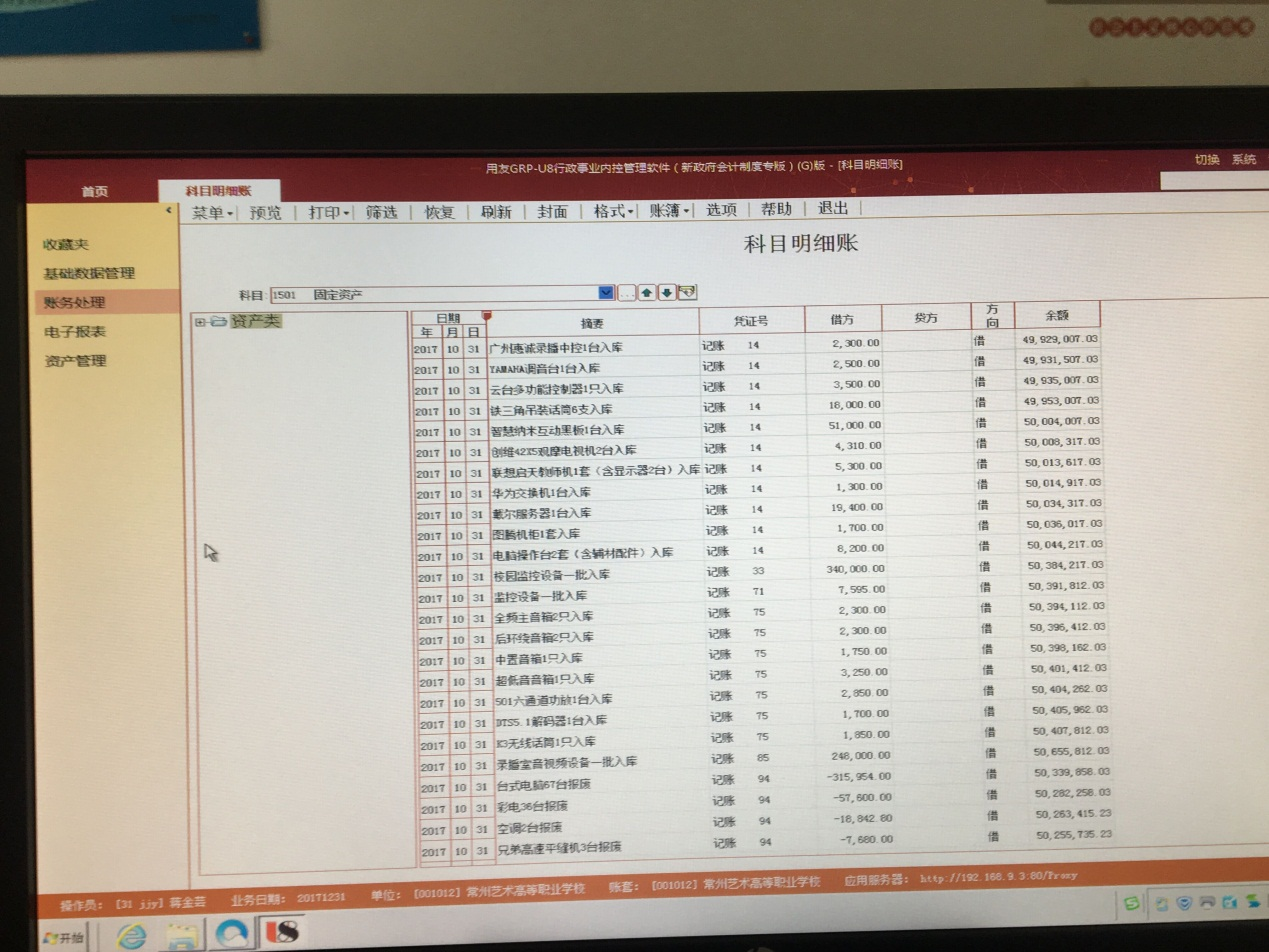 用友GRP-U8行政事业内控管理软件（新政府会计制度专版）(G)版 - [科目明细账]
切换 系统
首页 科目明细账
菜单 预览 打印 筛选 恢复 刷新 封面 格式 账簿 选项 帮助 退出
收藏夹
基础数据管理
账务处理
电子报表
资产管理
科目明细账
科目: 1501 固定资产
资产类
日期 摘要 凭证号 借方 贷方 方向 余额
年 月 日
2017 10 31 广州惠诚录播中控1台入库 记账 14 2,300.00 借 49,929,007.03
2017 10 31 YAMAHA调音台1台入库 记账 14 2,500.00 借 49,931,507.03
2017 10 31 云台多功能控制器1只入库 记账 14 3,500.00 借 49,935,007.03
2017 10 31 铁三角吊装话筒6支入库 记账 14 18,000.00 借 49,953,007.03
2017 10 31 智慧纳米互动黑板1台入库 记账 14 51,000.00 借 50,004,007.03
2017 10 31 创维42X5观摩电视机2台入库 记账 14 4,310.00 借 50,008,317.03
2017 10 31 联想启天教师机1套（含显示器2台）入库 记账 14 5,300.00 借 50,013,617.03
2017 10 31 华为交换机1台入库 记账 14 1,300.00 借 50,014,917.03
2017 10 31 戴尔服务器1台入库 记账 14 19,400.00 借 50,034,317.03
2017 10 31 图腾机柜1套入库 记账 14 1,700.00 借 50,036,017.03
2017 10 31 电脑操作台2套（含辅材配件）入库 记账 14 8,200.00 借 50,044,217.03
2017 10 31 校园监控设备一批入库 记账 33 340,000.00 借 50,384,217.03
2017 10 31 监控设备一批入库 记账 71 7,595.00 借 50,391,812.03
2017 10 31 全频主音箱2只入库 记账 75 2,300.00 借 50,394,112.03
2017 10 31 后环绕音箱2只入库 记账 75 2,300.00 借 50,396,412.03
2017 10 31 中置音箱1只入库 记账 75 1,750.00 借 50,398,162.03
2017 10 31 超低音音箱1只入库 记账 75 3,250.00 借 50,401,412.03
2017 10 31 501六通道功放1台入库 记账 75 2,850.00 借 50,404,262.03
2017 10 31 DTS5.1解码器1台入库 记账 75 1,700.00 借 50,405,962.03
2017 10 31 K3无线话筒1只入库 记账 75 1,850.00 借 50,407,812.03
2017 10 31 录播室音视频设备一批入库 记账 85 248,000.00 借 50,655,812.03
2017 10 31 台式电脑67台报废 记账 94 -315,954.00 借 50,339,858.03
2017 10 31 彩电36台报废 记账 94 -57,600.00 借 50,282,258.03
2017 10 31 空调2台报废 记账 94 -18,842.80 借 50,263,415.23
2017 10 31 兄弟高速平缝机3台报废 记账 94 -7,680.00 借 50,255,735.23
操作员: [31 jjy] 蒋金芸 业务日期: 20171231 单位: [001012] 常州艺术高等职业学校 账套: [001012] 常州艺术高等职业学校 应用服务器: http://192.168.9.3:80/Proxy
开始